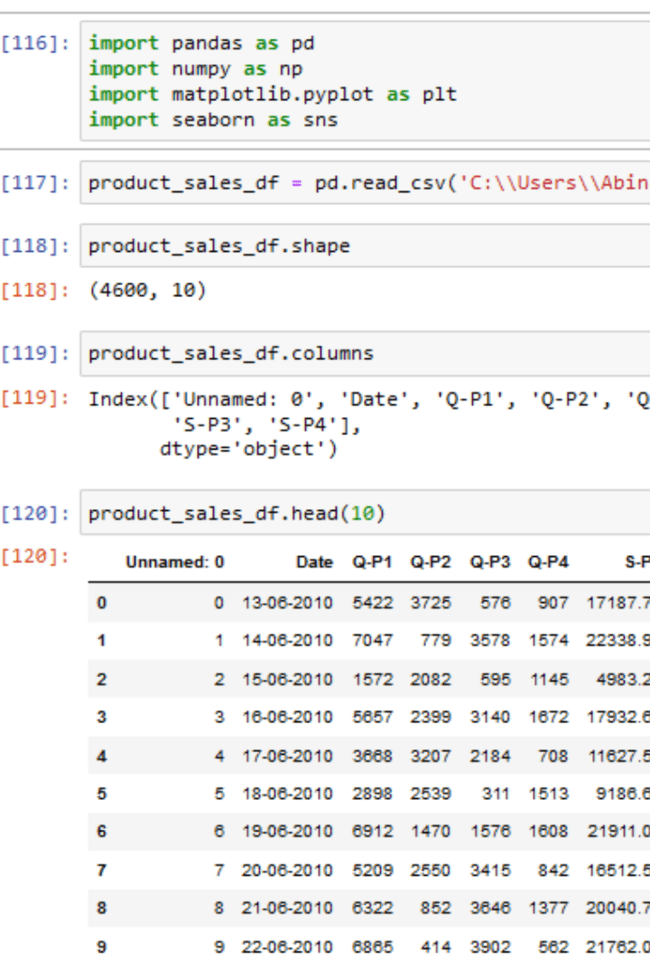 [116]: import pandas as pd
import numpy as np
import matplotlib.pyplot as plt
import seaborn as sns
[117]: product_sales_df = pd.read_csv('C:\\Users\\Abin
[118]: product_sales_df.shape
[118]: (4600, 10)
[119]: product_sales_df.columns
[119]: Index(['Unnamed: 0', 'Date', 'Q-P1', 'Q-P2', 'Q
'S-P3', 'S-P4'],
dtype='object')
[120]: product_sales_df.head(10)
[120]:
Unnamed: 0 Date Q-P1 Q-P2 Q-P3 Q-P4 S-P
0 0 13-06-2010 5422 3725 576 907 17187.7
1 1 14-06-2010 7047 779 3578 1574 22338.9
2 2 15-06-2010 1572 2082 595 1145 4983.2
3 3 16-06-2010 5657 2399 3140 1672 17932.6
4 4 17-06-2010 3668 3207 2184 708 11627.5
5 5 18-06-2010 2898 2539 311 1513 9186.6
6 6 19-06-2010 6912 1470 1576 1608 21911.0
7 7 20-06-2010 5209 2550 3415 842 16512.5
8 8 21-06-2010 6322 852 3646 1377 20040.7
9 9 22-06-2010 6865 414 3902 562 21762.0